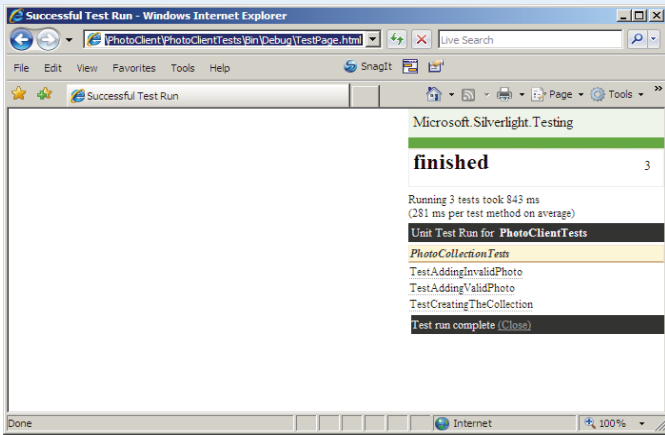 Successful Test Run - Windows Internet Explorer
\PhotoClient\PhotoClientTests\Bin\Debug\TestPage.html
Live Search
File Edit View Favorites Tools Help
SnagIt
Successful Test Run
Page
Tools
»
Microsoft.Silverlight.Testing
finished
3
Running 3 tests took 843 ms
(281 ms per test method on average)
Unit Test Run for PhotoClientTests
PhotoCollectionTests
TestAddingInvalidPhoto
TestAddingValidPhoto
TestCreatingTheCollection
Test run complete (Close)
Done
Internet
100%